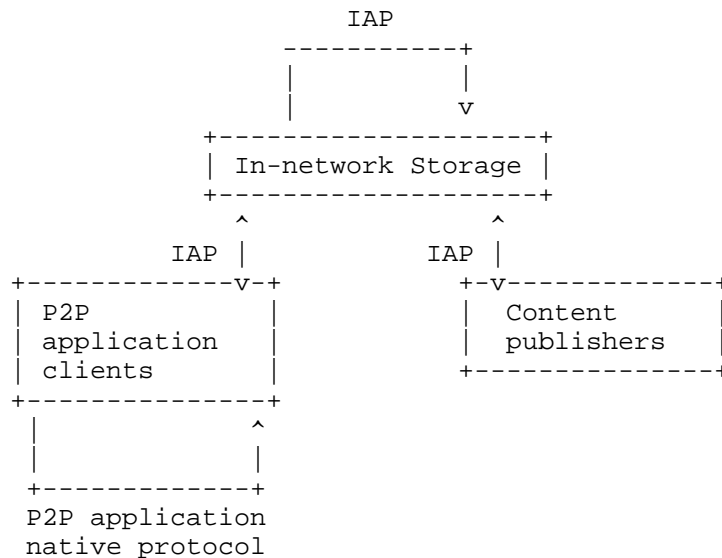 IAP
In-network Storage
IAP IAP
P2P Content
application publishers
clients
P2P application
native protocol